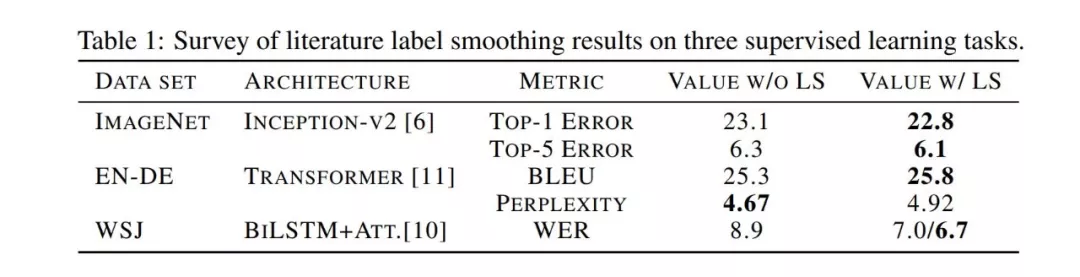 Table 1: Survey of literature label smoothing results on three supervised learning tasks.
DATA SET ARCHITECTURE METRIC VALUE W/O LS VALUE W/ LS
IMAGENET INCEPTION-V2 [6] TOP-1 ERROR 23.1 22.8
TOP-5 ERROR 6.3 6.1
EN-DE TRANSFORMER [11] BLEU 25.3 25.8
PERPLEXITY 4.67 4.92
WSJ BILSTM+ATT.[10] WER 8.9 7.0/6.7